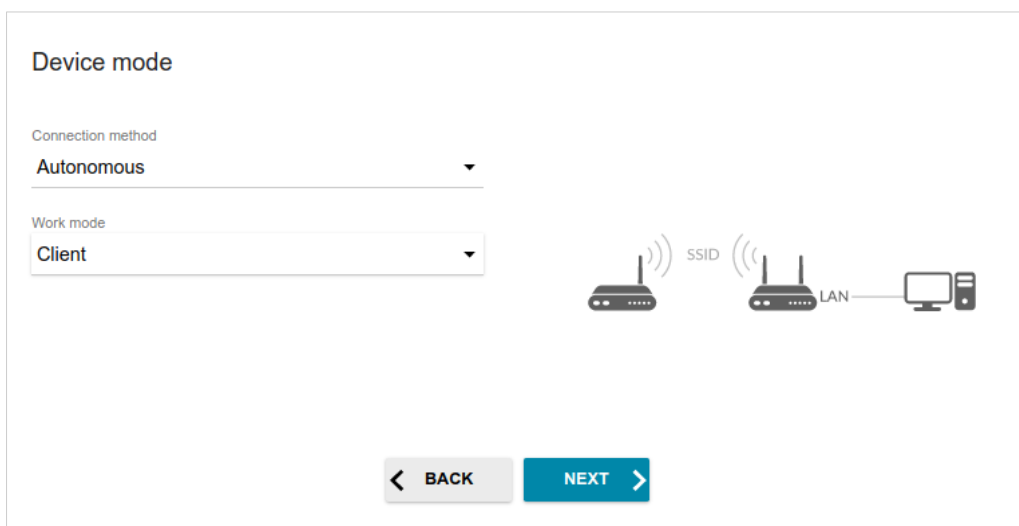 Device mode
Connection method
Autonomous
Work mode
Client
SSID
LAN
BACK
NEXT